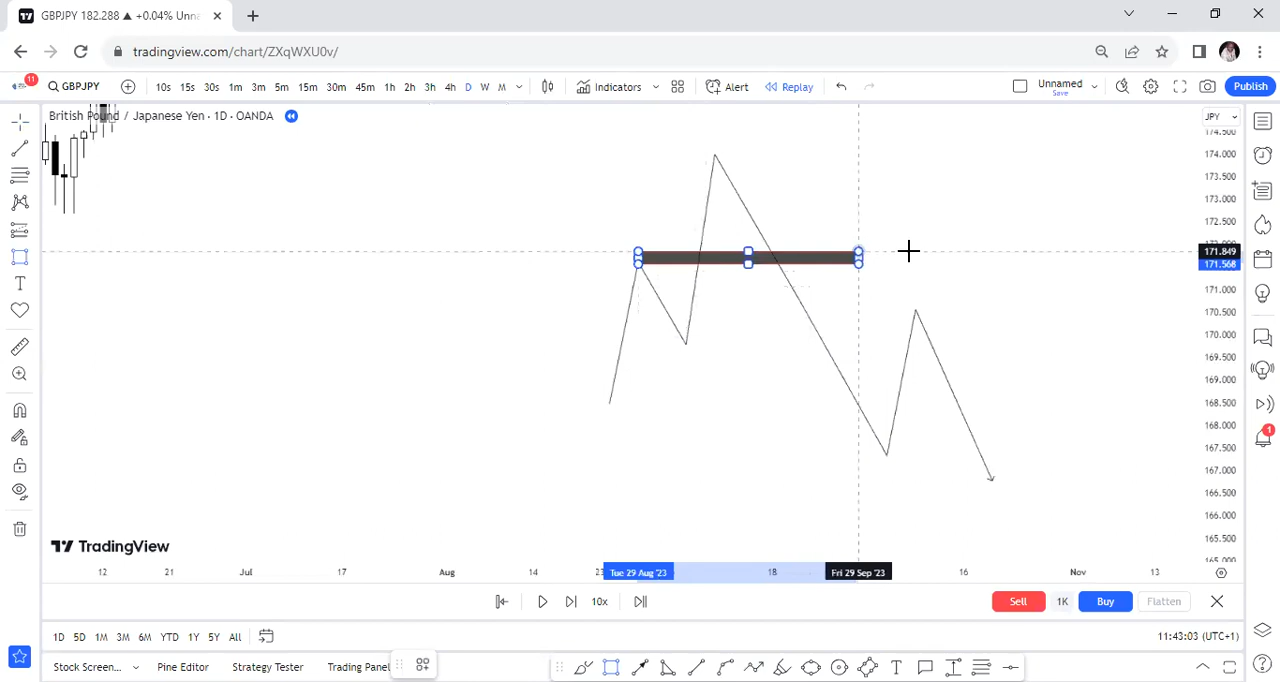 GBPJPY 182.288 ▲ +0.04% Unna
tradingview.com/chart/ZXqWXU0v/
11
GBPJPY 10s 15s 30s 1m 3m 5m 15m 30m 45m 1h 2h 3h 4h D W M Indicators Alert Replay Unnamed Save Publish
British Pound / Japanese Yen · 1D · OANDA
JPY
174.500
174.000
173.500
173.000
172.500
171.849
171.568
171.000
170.500
170.000
169.500
169.000
168.500
168.000
167.500
167.000
166.500
166.000
165.500
165.000
1
TradingView
12 21 Jul 17 Aug 14 Tue 29 Aug '23 18 Fri 29 Sep '23 16 Nov 13
10x Sell 1K Buy Flatten
1D 5D 1M 3M 6M YTD 1Y 5Y All 11:43:03 (UTC+1)
Stock Screen... Pine Editor Strategy Tester Trading Panel